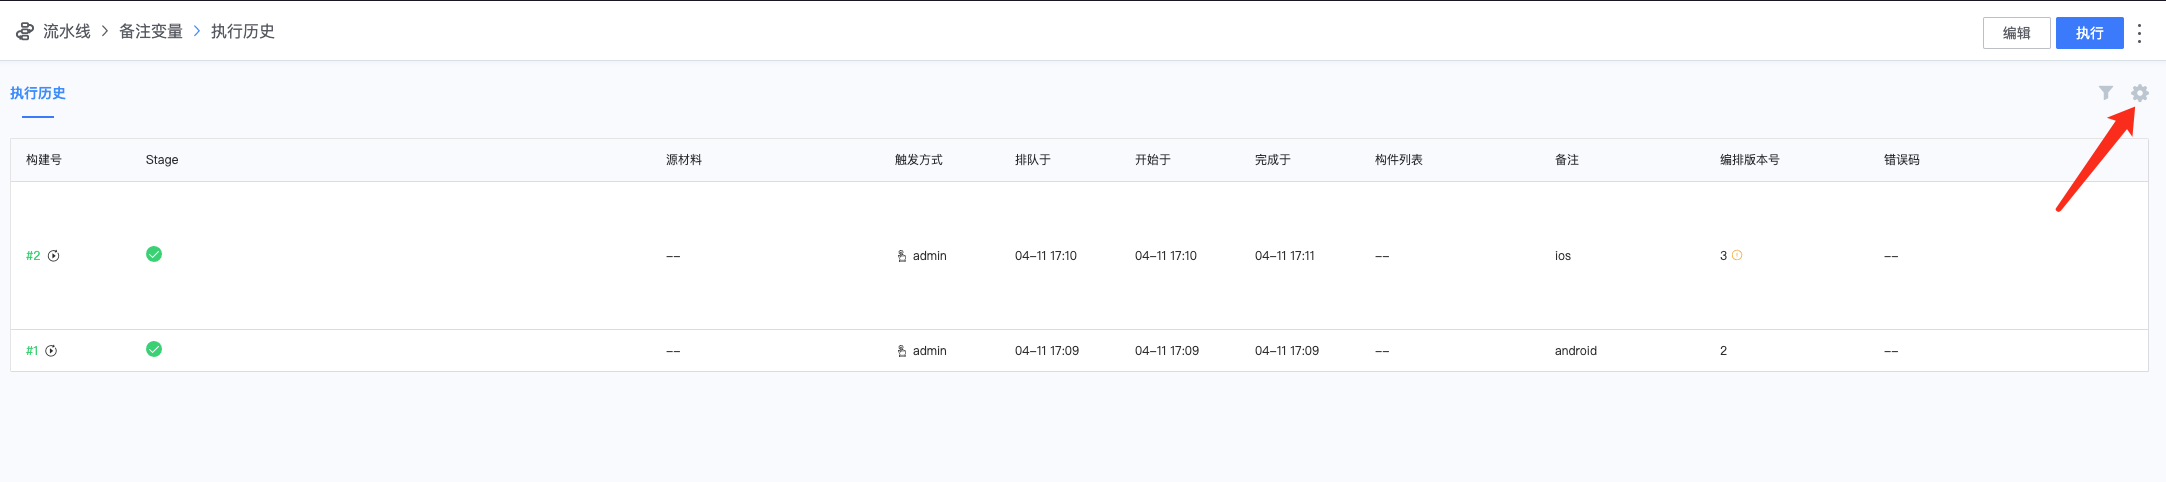 流水线 > 备注变量 > 执行历史
编辑 执行
执行历史
构建号 Stage 源材料 触发方式 排队于 开始于 完成于 构件列表 备注 编排版本号 错误码
#2 -- admin 04-11 17:10 04-11 17:10 04-11 17:11 -- ios 3 --
#1 -- admin 04-11 17:09 04-11 17:09 04-11 17:09 -- android 2 --